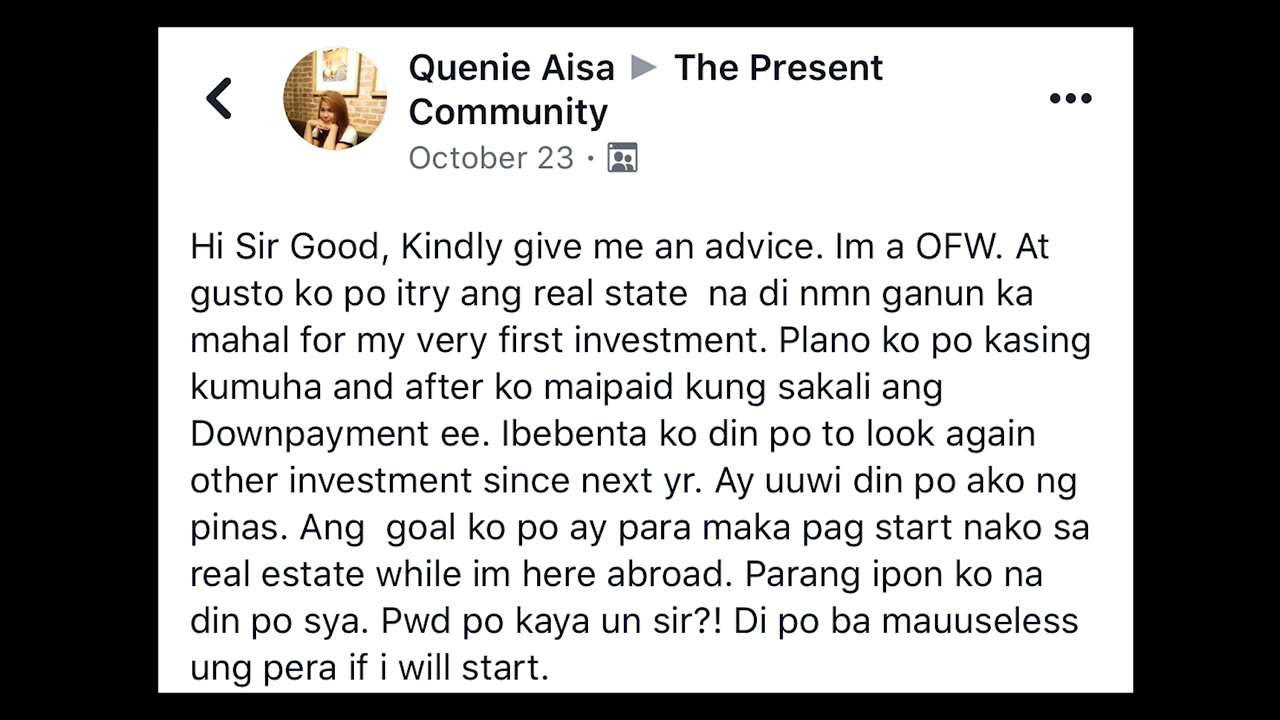 Quenie Aisa ▶ The Present
Community
October 23 ·
Hi Sir Good, Kindly give me an advice. Im a OFW. At
gusto ko po itry ang real state  na di nmn ganun ka
mahal for my very first investment. Plano ko po kasing
kumuha and after ko maipaid kung sakali ang
Downpayment ee. Ibebenta ko din po to look again
other investment since next yr. Ay uuwi din po ako ng
pinas. Ang  goal ko po ay para maka pag start nako sa
real estate while im here abroad. Parang ipon ko na
din po sya. Pwd po kaya un sir?! Di po ba mauuseless
ung pera if i will start.